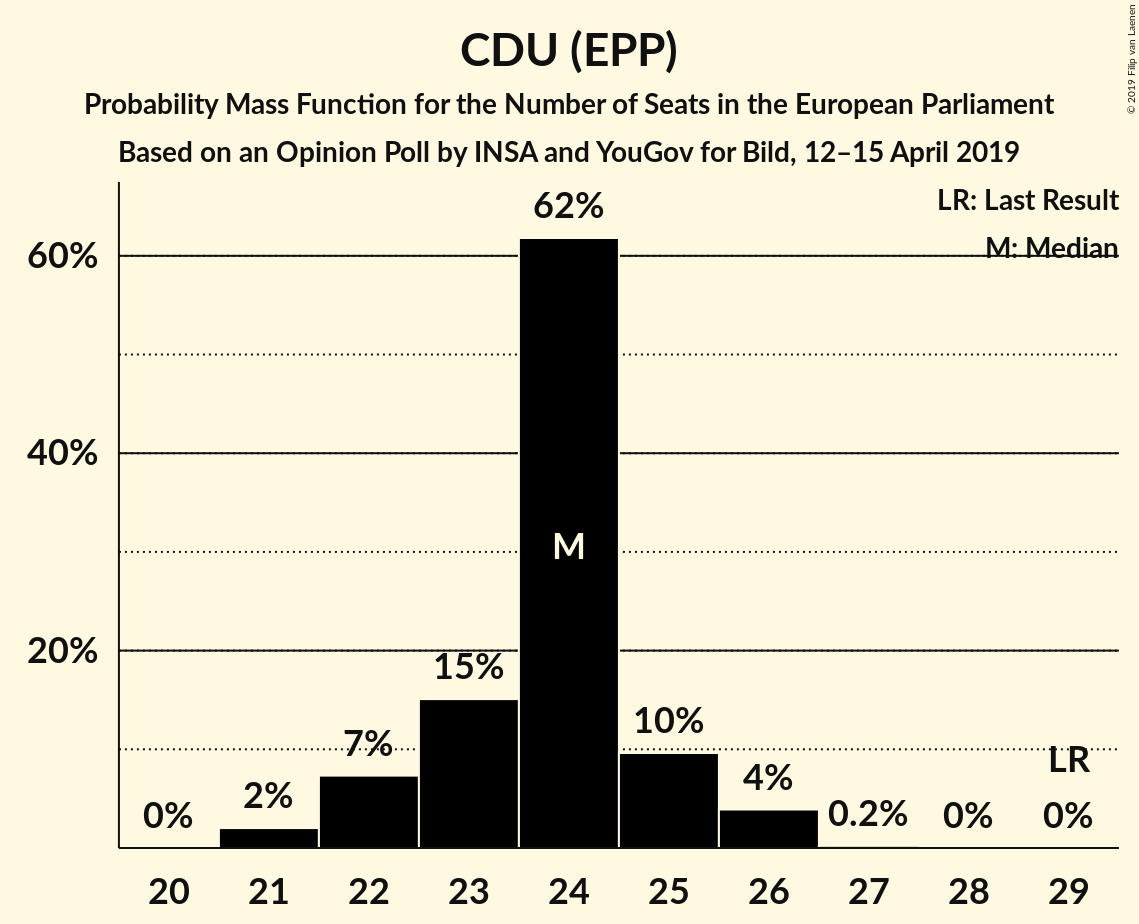 CDU (EPP)
Probability Mass Function for the Number of Seats in the European Parliament
Based on an Opinion Poll by INSA and YouGov for Bild, 12–15 April 2019
© 2019 Filip van Laenen
LR: Last Result
M: Median
60%
40%
20%
0%
2%
7%
15%
62%
M
10%
4%
0.2%
0%
LR
0%
20 21 22 23 24 25 26 27 28 29